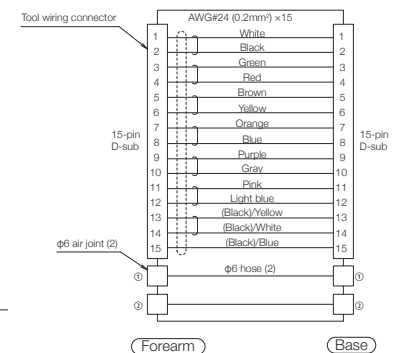 Tool wiring connector
AWG#24 (0.2mm²) ×15
1 White 1
2 Black 2
3 Green 3
4 Red 4
5 Brown 5
6 Yellow 6
7 Orange 7
8 Blue 8
9 Purple 9
10 Gray 10
11 Pink 11
12 Light blue 12
13 (Black)/Yellow 13
14 (Black)/White 14
15 (Black)/Blue 15
15-pin
D-sub
15-pin
D-sub
φ6 air joint (2)
① φ6 hose (2) ①
② ②
Forearm Base